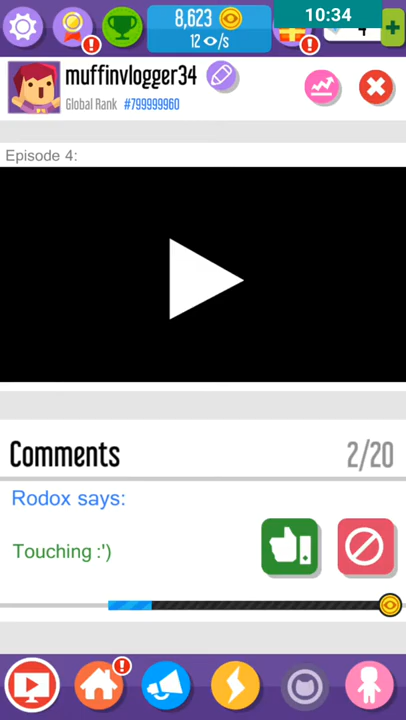 8,623
10:34
12 /s
muffinvlogger34
Global Rank #799999960
Episode 4:
Comments 2/20
Rodox says:
Touching :')